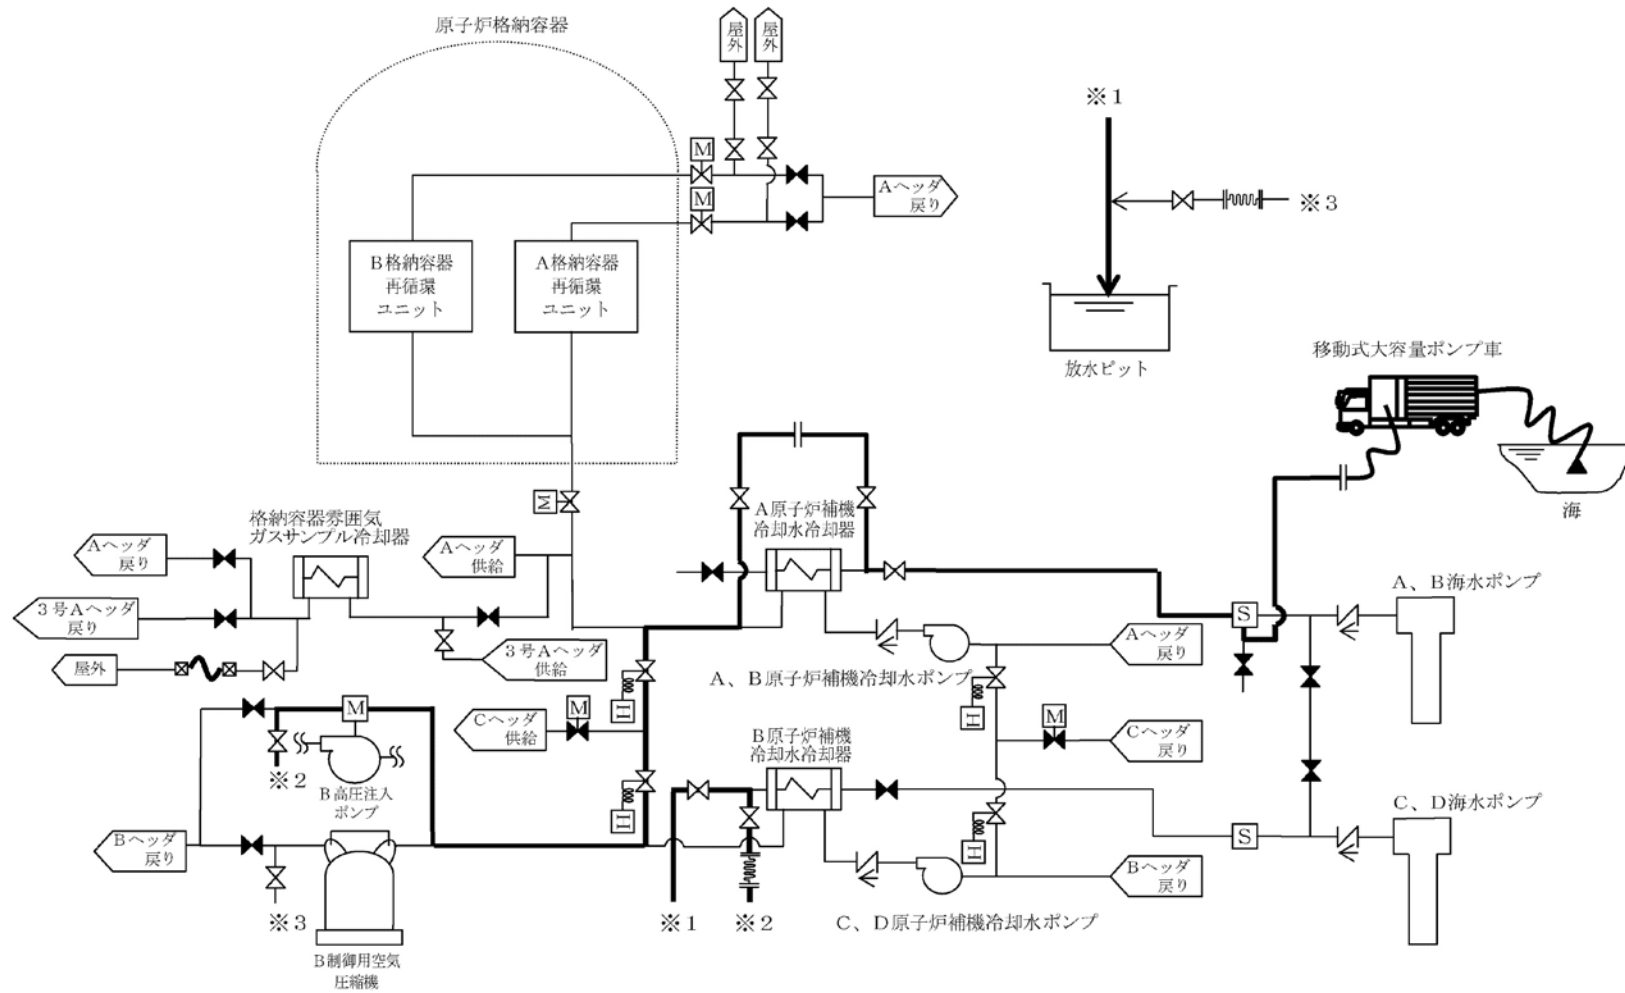 原子炉格納容器
屋外
屋外
※1
M
M
Aヘッダ
戻り
※3
B格納容器
再循環
ユニット
A格納容器
再循環
ユニット
放水ピット
移動式大容量ポンプ車
海
M
格納容器雰囲気
ガスサンプル冷却器
A原子炉補機
冷却水冷却器
Aヘッダ
戻り
Aヘッダ
供給
3号Aヘッダ
戻り
A、B海水ポンプ
S
屋外
3号Aヘッダ
供給
Aヘッダ
戻り
A、B原子炉補機冷却水ポンプ
H
H
M
M
M
Cヘッダ
供給
Cヘッダ
戻り
B原子炉補機
冷却水冷却器
※2
B高圧注入
ポンプ
C、D海水ポンプ
H
H
S
Bヘッダ
戻り
Bヘッダ
戻り
※3
※1
※2
C、D原子炉補機冷却水ポンプ
B制御用空気
圧縮機